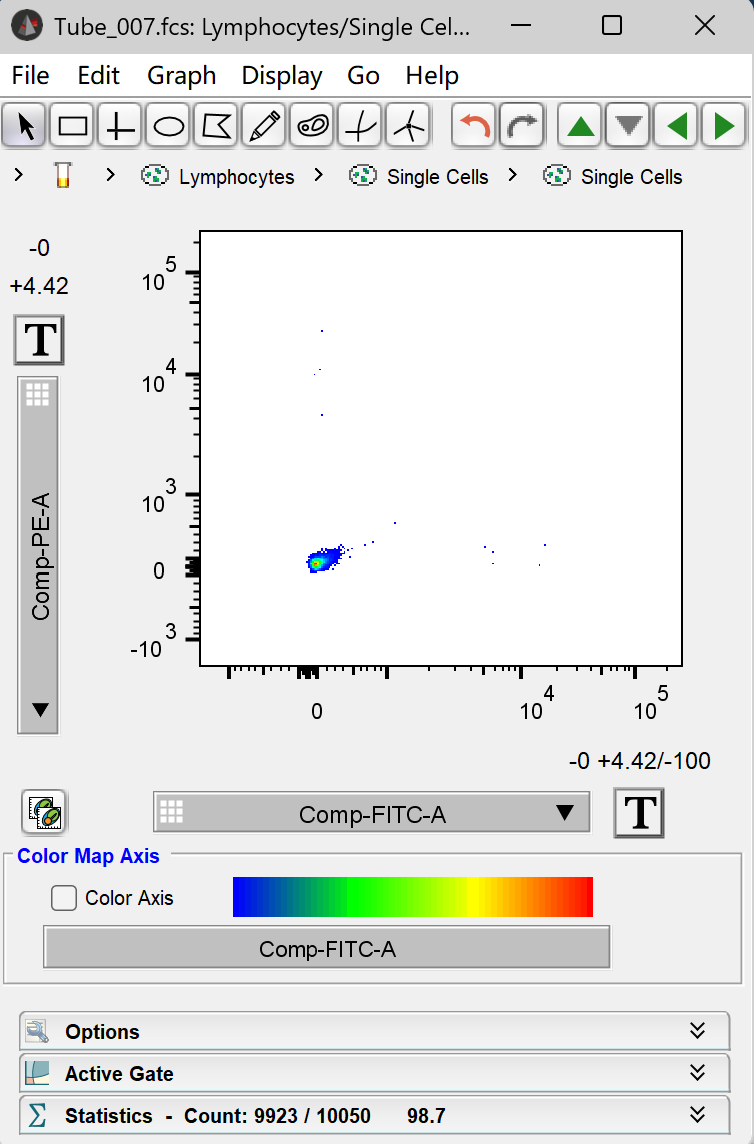 Tube_007.fcs: Lymphocytes/Single Cel...
File Edit Graph Display Go Help
Lymphocytes > Single Cells > Single Cells
-0
+4.42
T
Comp-PE-A
10^5
10^4
10^3
0
-10^3
0 10^4 10^5
-0 +4.42/-100
Comp-FITC-A
T
Color Map Axis
Color Axis
Comp-FITC-A
Options
Active Gate
Statistics - Count: 9923 / 10050 98.7